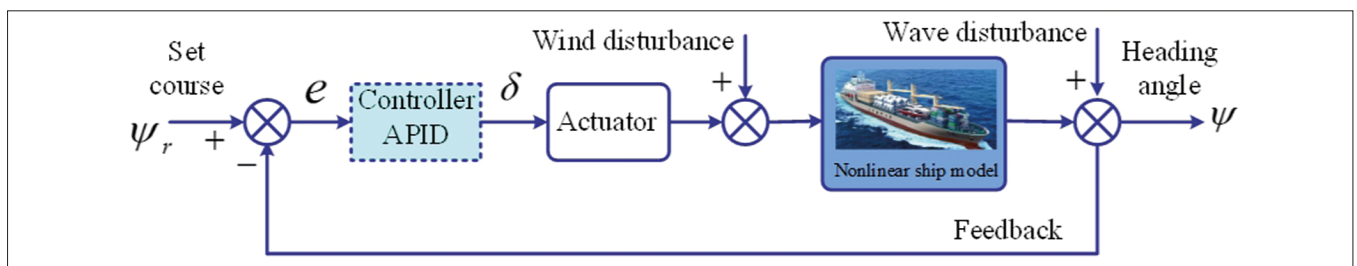 Set
course
ψr
+
−
e
Controller
APID
δ
Actuator
Wind disturbance
+
Nonlinear ship model
Wave disturbance
+
Heading
angle
ψ
Feedback